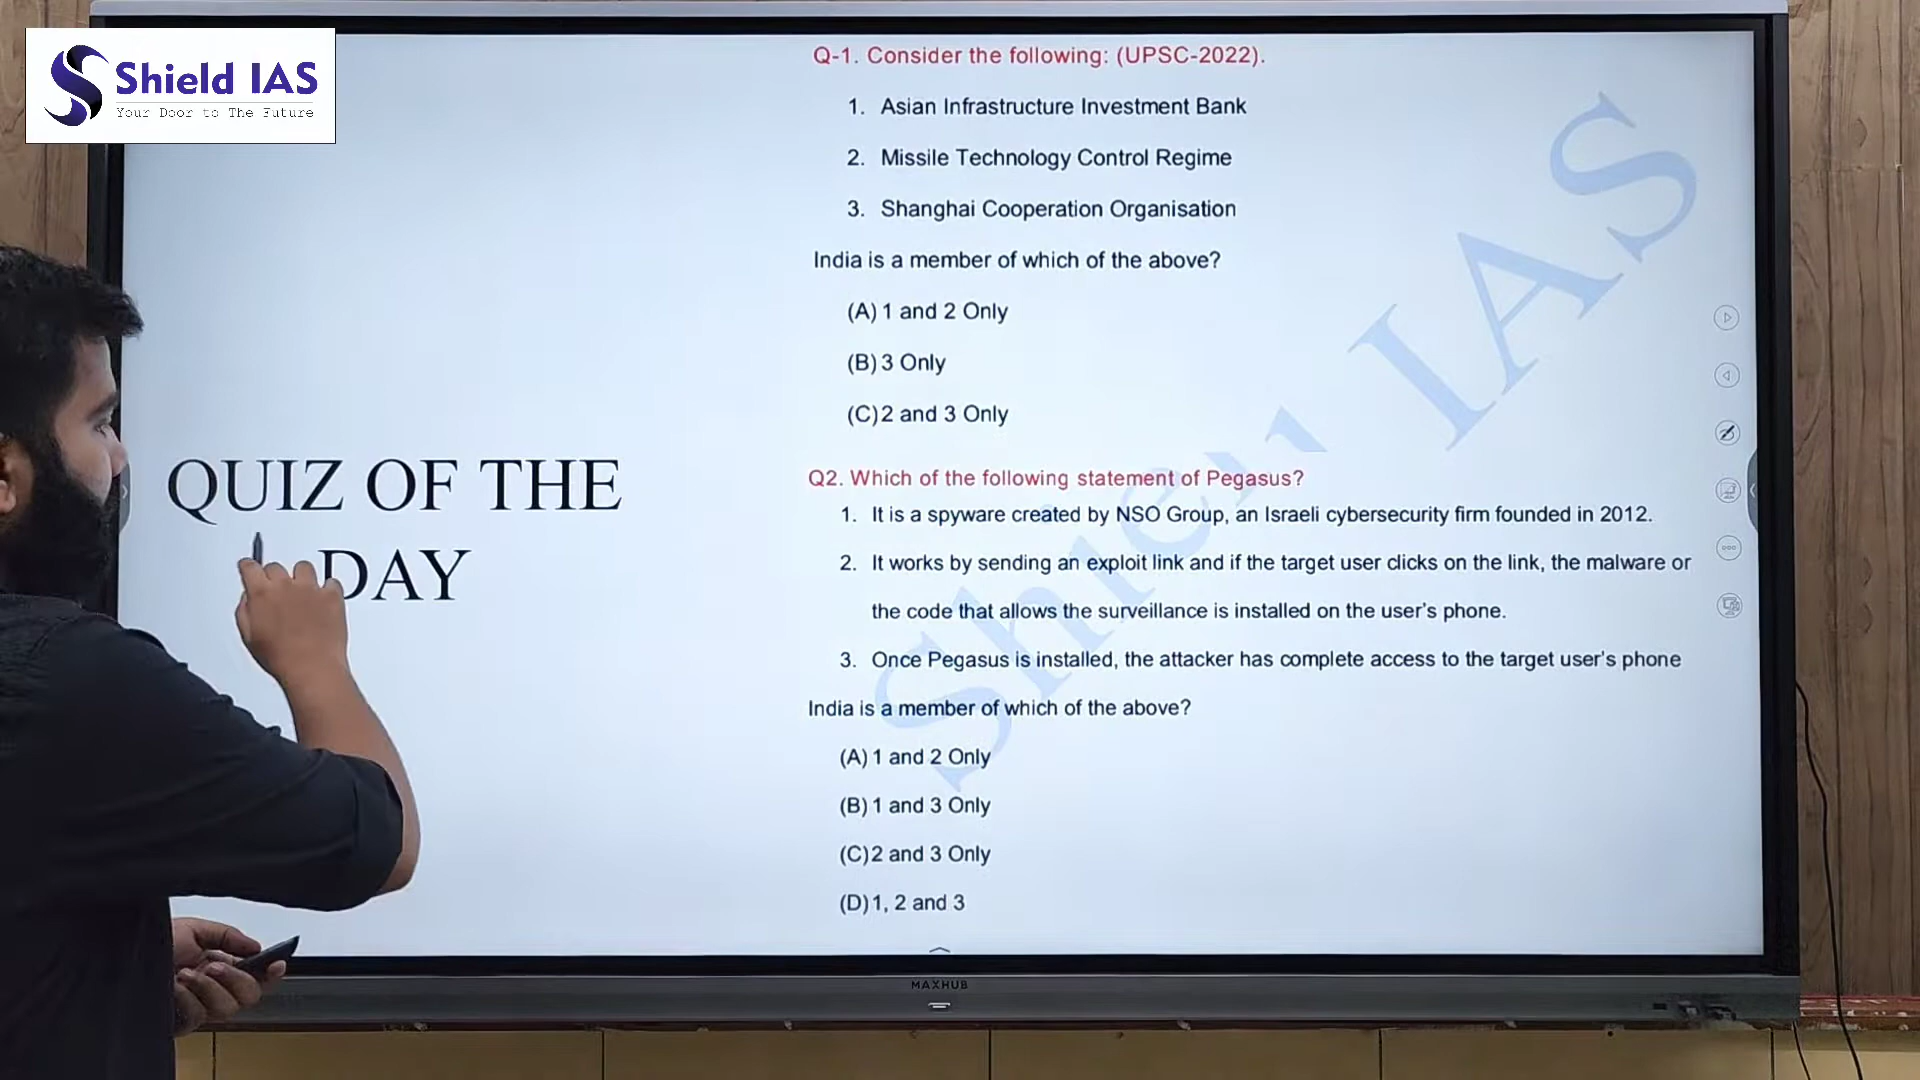 Shield IAS
Your Door to The Future
QUIZ OF THE
DAY
Q-1. Consider the following: (UPSC-2022).
1. Asian Infrastructure Investment Bank
2. Missile Technology Control Regime
3. Shanghai Cooperation Organisation
India is a member of which of the above?
(A) 1 and 2 Only
(B) 3 Only
(C) 2 and 3 Only
Q2. Which of the following statement of Pegasus?
1. It is a spyware created by NSO Group, an Israeli cybersecurity firm founded in 2012.
2. It works by sending an exploit link and if the target user clicks on the link, the malware or
the code that allows the surveillance is installed on the user's phone.
3. Once Pegasus is installed, the attacker has complete access to the target user's phone
India is a member of which of the above?
(A) 1 and 2 Only
(B) 1 and 3 Only
(C) 2 and 3 Only
(D) 1, 2 and 3
Shield IAS
MAXHUB